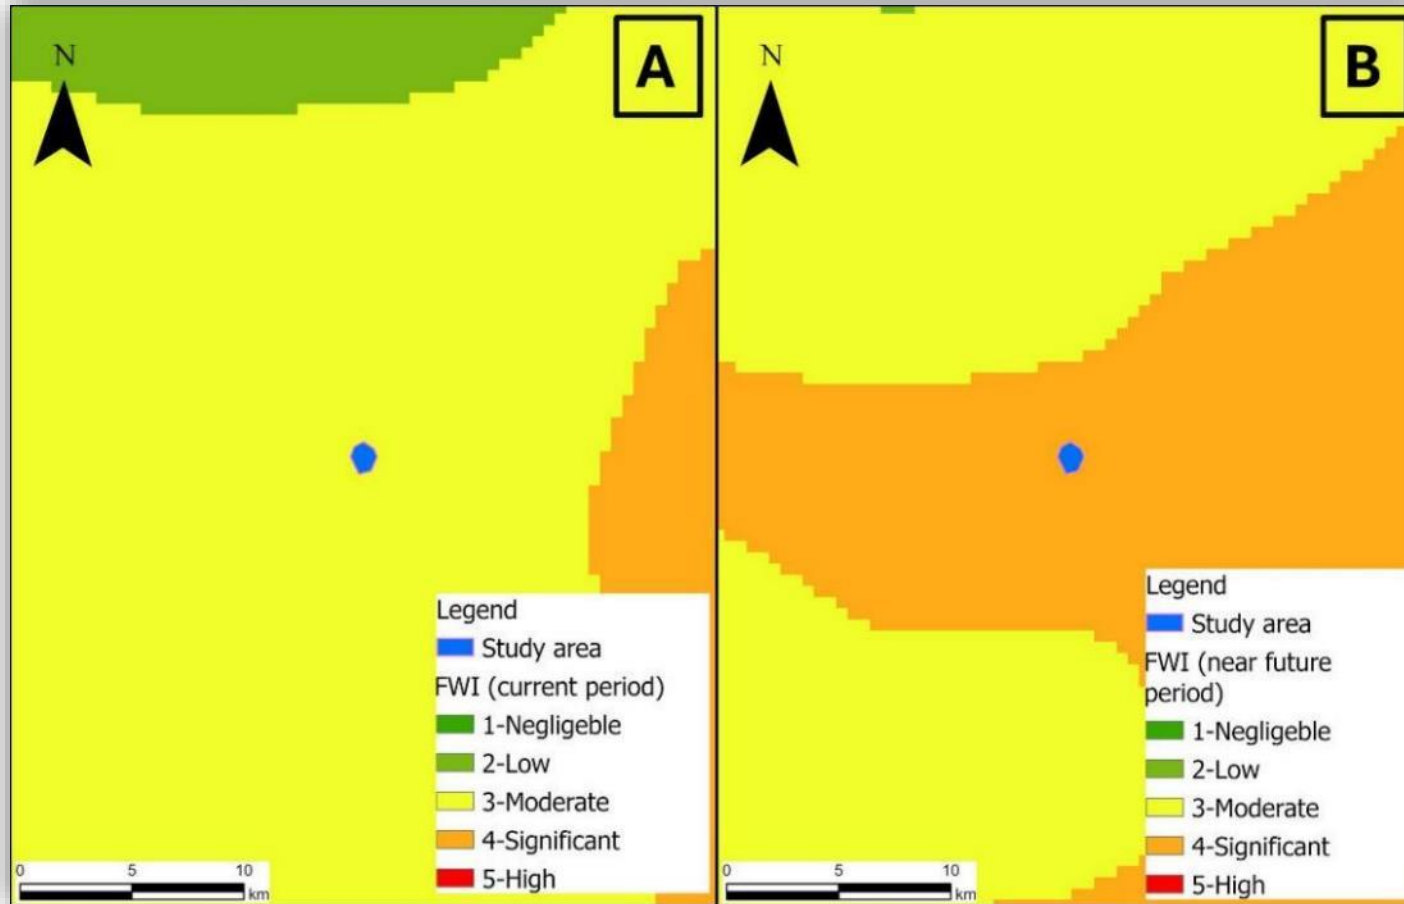 N
A
Legend
Study area
FWI (current period)
1-Negligeble
2-Low
3-Moderate
4-Significant
5-High
0 5 10
km
N
B
Legend
Study area
FWI (near future
period)
1-Negligeble
2-Low
3-Moderate
4-Significant
5-High
0 5 10
km